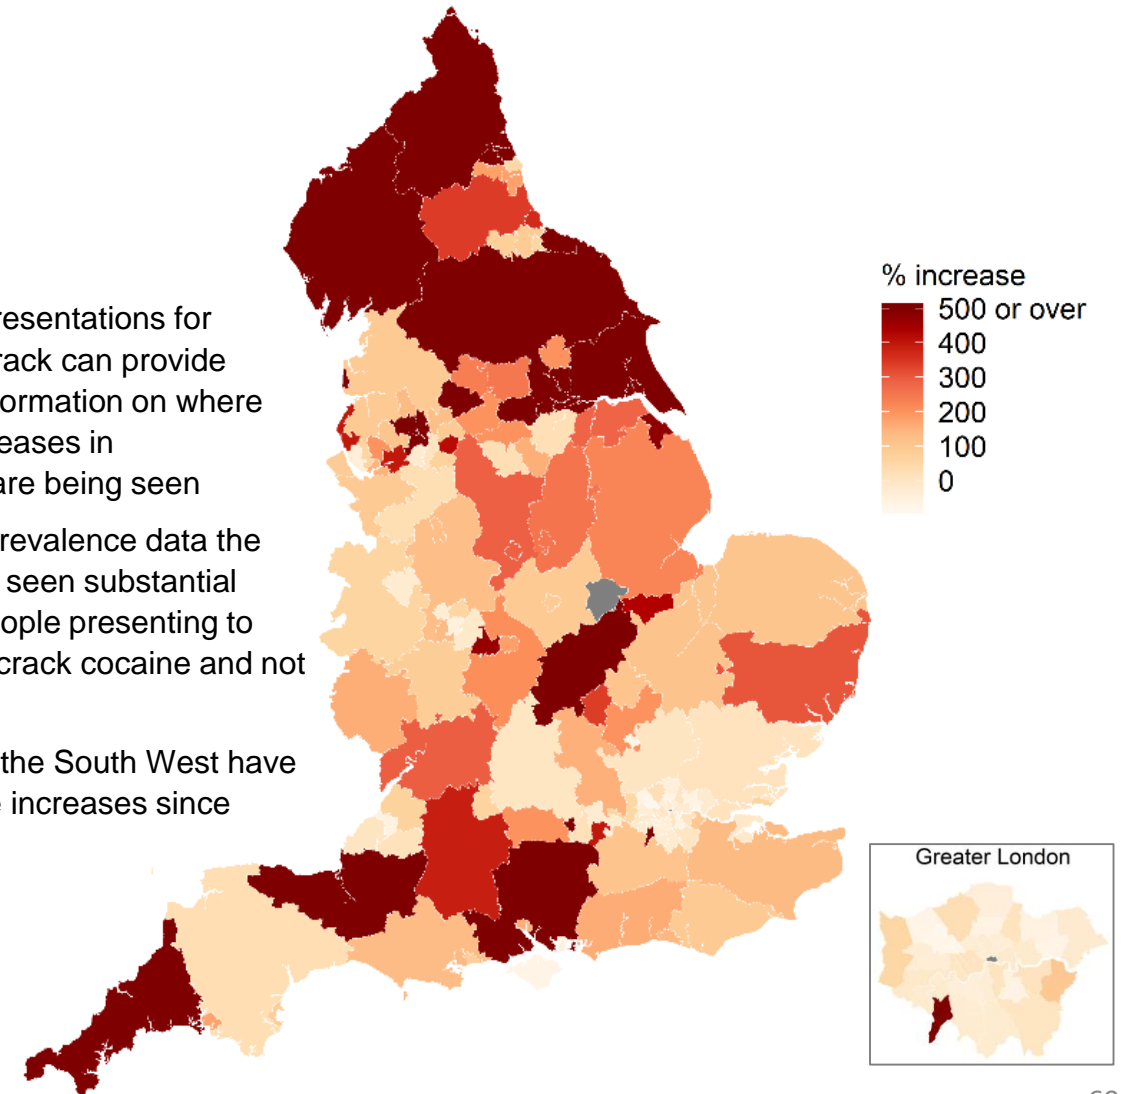 resentations for
rack can provide
formation on where
eases in
are being seen
revalence data the
seen substantial
ople presenting to
crack cocaine and not
the South West have
e increases since
% increase
500 or over
400
300
200
100
0
Greater London